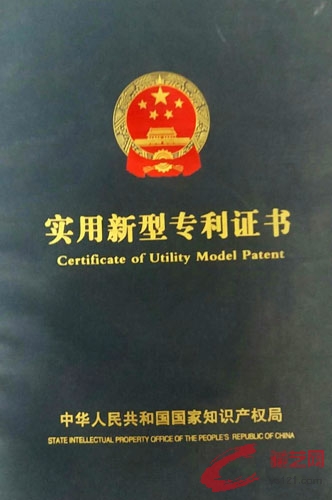 实用新型专利证书
Certificate of Utility Model Patent
中华人民共和国国家知识产权局
STATE INTELLECTUAL PROPERTY OFFICE OF THE PEOPLE'S REPUBLIC OF CHINA